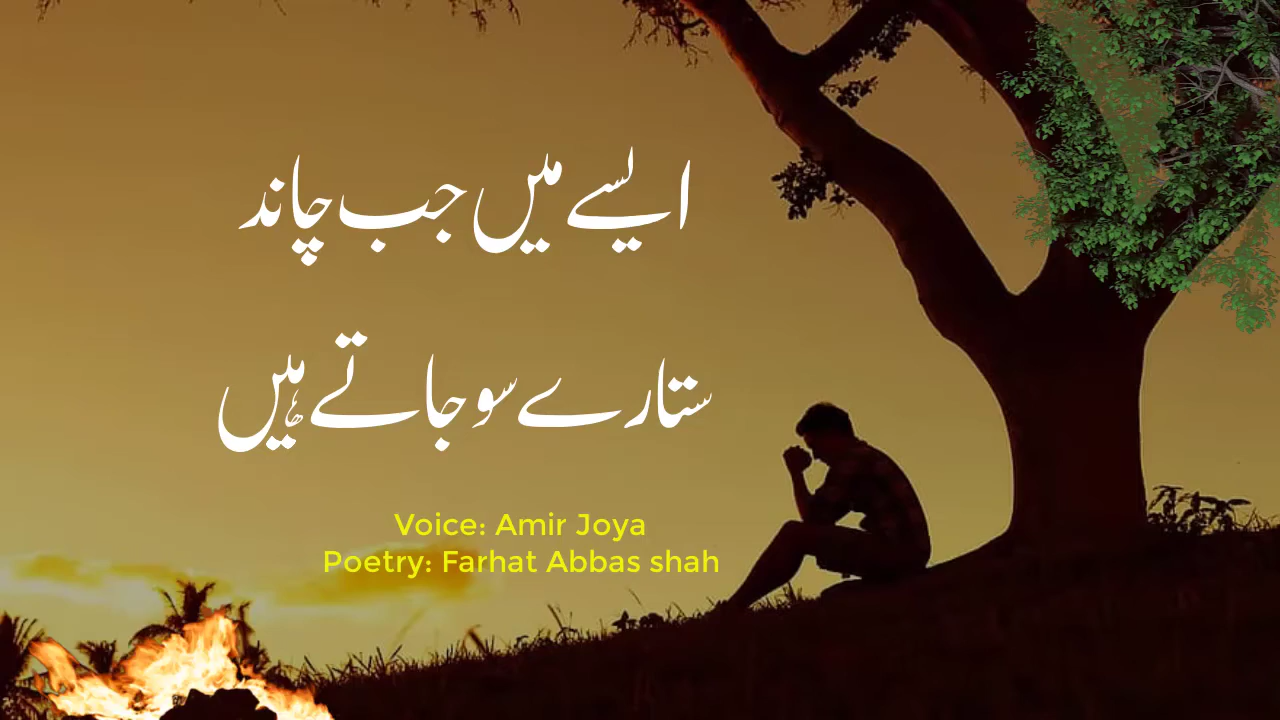 ایسے میں جب چاند
ستارے سو جاتے ہیں
Voice: Amir Joya
Poetry: Farhat Abbas shah